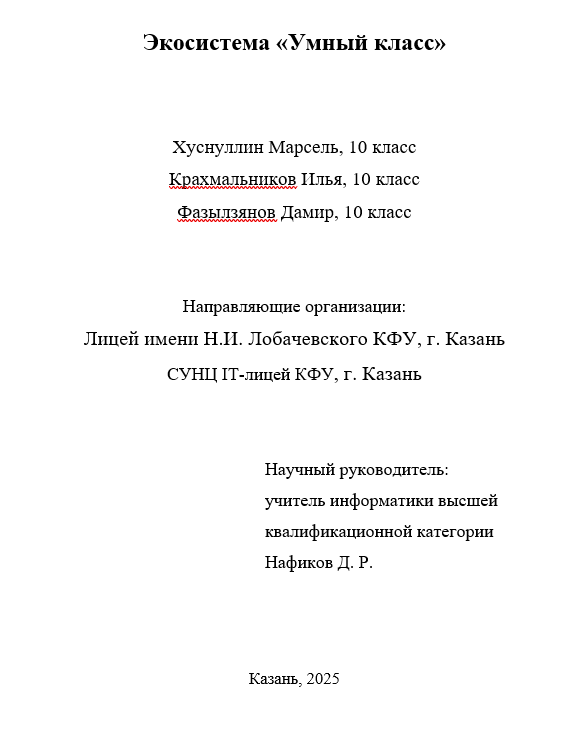 Экосистема «Умный класс»
Хуснуллин Марсель, 10 класс
Крахмальников Илья, 10 класс
Фазылзянов Дамир, 10 класс
Направляющие организации:
Лицей имени Н.И. Лобачевского КФУ, г. Казань
СУНЦ IT-лицей КФУ, г. Казань
Научный руководитель:
учитель информатики высшей
квалификационной категории
Нафиков Д. Р.
Казань, 2025